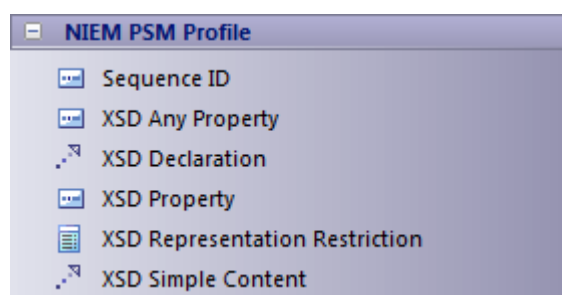 NIEM PSM Profile
Sequence ID
XSD Any Property
XSD Declaration
XSD Property
XSD Representation Restriction
XSD Simple Content